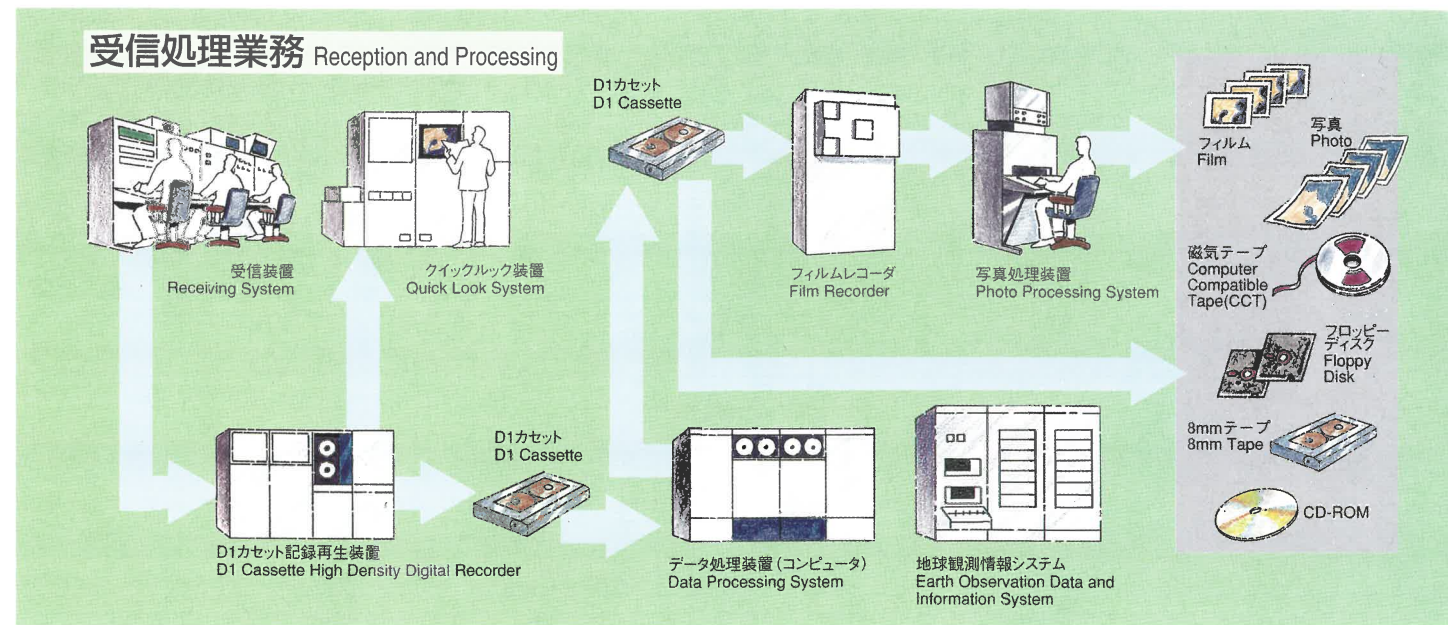 受信処理業務 Reception and Processing
受信装置
Receiving System
クイックルック装置
Quick Look System
D1カセット
D1 Cassette
フィルムレコーダ
Film Recorder
写真処理装置
Photo Processing System
フィルム
Film
写真
Photo
磁気テープ
Computer
Compatible
Tape(CCT)
フロッピー
ディスク
Floppy
Disk
8mmテープ
8mm Tape
CD-ROM
D1カセット記録再生装置
D1 Cassette High Density Digital Recorder
D1カセット
D1 Cassette
データ処理装置（コンピュータ）
Data Processing System
地球観測情報システム
Earth Observation Data and
Information System